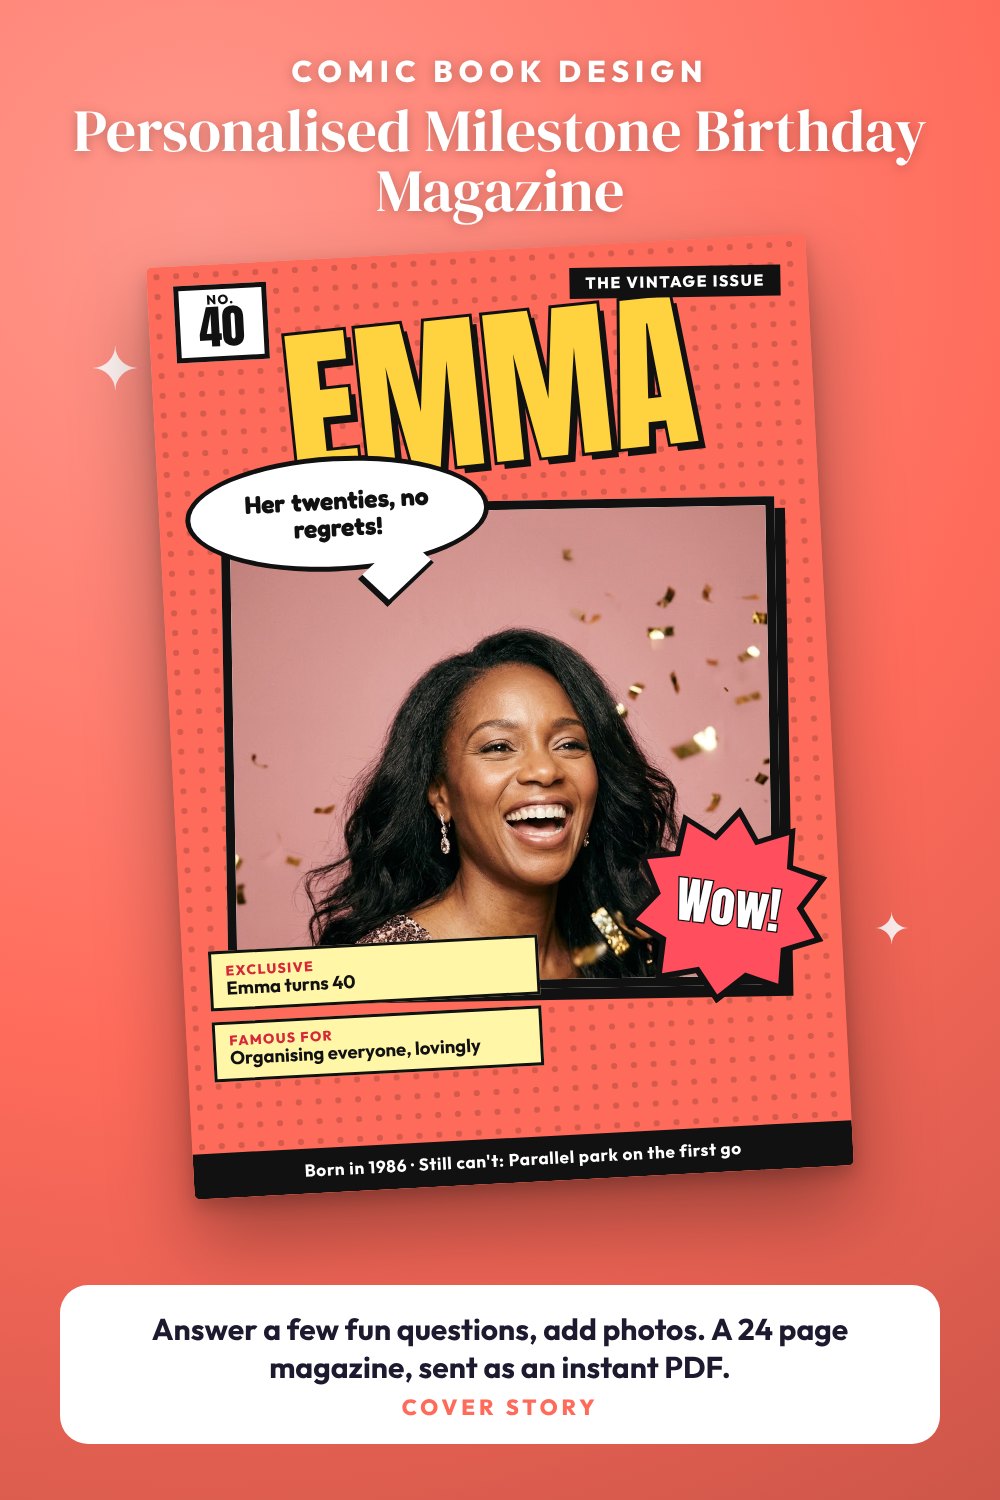 COMIC BOOK DESIGN
Personalised Milestone Birthday
Magazine
THE VINTAGE ISSUE
NO.
40
EMMA
Her twenties, no
regrets!
Wow!
EXCLUSIVE
Emma turns 40
FAMOUS FOR
Organising everyone, lovingly
Born in 1986 · Still can't: Parallel park on the first go
Answer a few fun questions, add photos. A 24 page
magazine, sent as an instant PDF.
COVER STORY